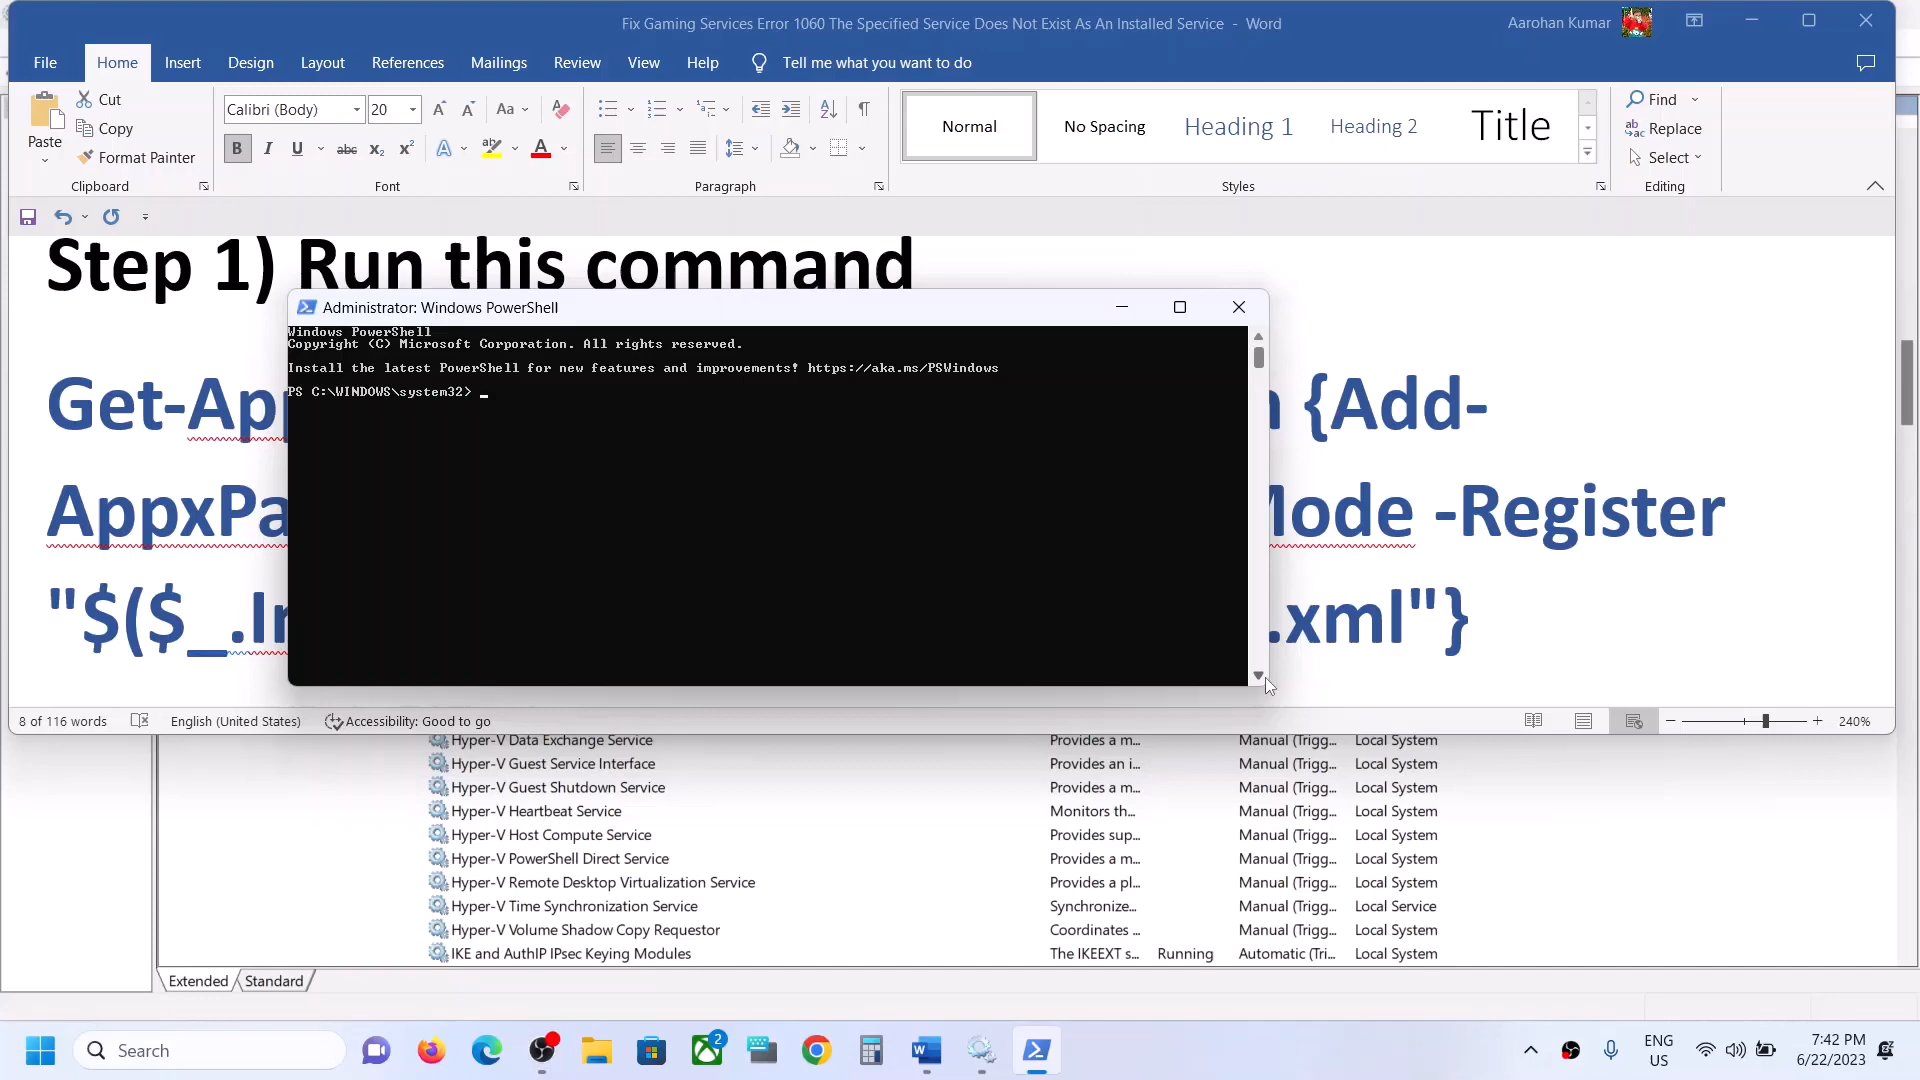 Fix Gaming Services Error 1060 The Specified Service Does Not Exist As An Installed Service - Word
Aarohan Kumar
File Home Insert Design Layout References Mailings Review View Help Tell me what you want to do
Paste
Cut
Copy
Format Painter
Clipboard
Calibri (Body) 20
Font
Paragraph
Normal No Spacing Heading 1 Heading 2 Title
Styles
Find
Replace
Select
Editing
Step 1) Run this command
Get-App
n {Add-
AppxPa
Mode -Register
"$($_.In
.xml"}
Administrator: Windows PowerShell
Windows PowerShell
Copyright (C) Microsoft Corporation. All rights reserved.
Install the latest PowerShell for new features and improvements! https://aka.ms/PSWindows
PS C:\WINDOWS\system32> _
8 of 116 words English (United States) Accessibility: Good to go 240%
Hyper-V Data Exchange Service Provides a m... Manual (Trigg... Local System
Hyper-V Guest Service Interface Provides an i... Manual (Trigg... Local System
Hyper-V Guest Shutdown Service Provides a m... Manual (Trigg... Local System
Hyper-V Heartbeat Service Monitors th... Manual (Trigg... Local System
Hyper-V Host Compute Service Provides sup... Manual (Trigg... Local System
Hyper-V PowerShell Direct Service Provides a m... Manual (Trigg... Local System
Hyper-V Remote Desktop Virtualization Service Provides a pl... Manual (Trigg... Local System
Hyper-V Time Synchronization Service Synchronize... Manual (Trigg... Local Service
Hyper-V Volume Shadow Copy Requestor Coordinates ... Manual (Trigg... Local System
IKE and AuthIP IPsec Keying Modules The IKEEXT s... Running Automatic (Tri... Local System
Extended Standard
Search
2
ENG
US
7:42 PM
6/22/2023